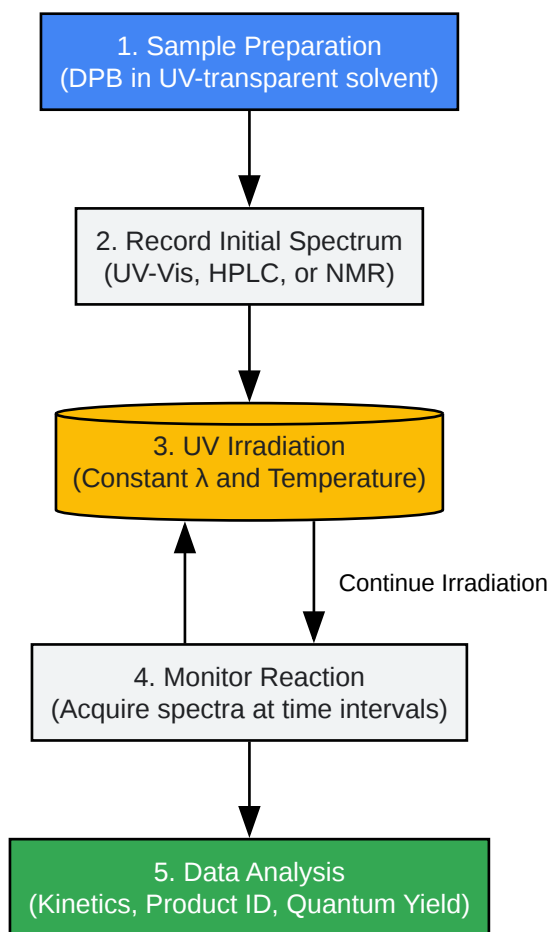 1. Sample Preparation
(DPB in UV-transparent solvent)
2. Record Initial Spectrum
(UV-Vis, HPLC, or NMR)
3. UV Irradiation
(Constant λ and Temperature)
Continue Irradiation
4. Monitor Reaction
(Acquire spectra at time intervals)
5. Data Analysis
(Kinetics, Product ID, Quantum Yield)